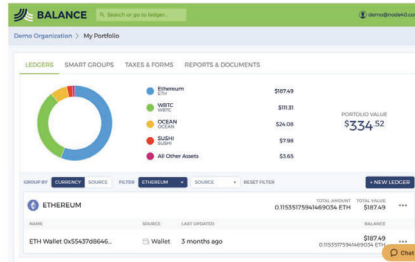 BALANCE
Search or go to ledger...
demo@node40.com
Demo Organization > My Portfolio
LEDGERS SMART GROUPS TAXES & FORMS REPORTS & DOCUMENTS
Ethereum $187.49
ETH
WBTC $111.31
WBTC
OCEAN $24.08
OCEAN
SUSHI $7.98
SUSHI
All Other Assets $3.65
PORTFOLIO VALUE
$334.52
GROUP BY CURRENCY SOURCE FILTER ETHEREUM SOURCE RESET FILTER + NEW LEDGER
ETHEREUM
TOTAL AMOUNT TOTAL VALUE
0.11535175941469034 ETH $187.49
NAME SOURCE LAST UPDATED BALANCE
ETH Wallet 0x55437d8646... Wallet 3 months ago
$187.49
Chat